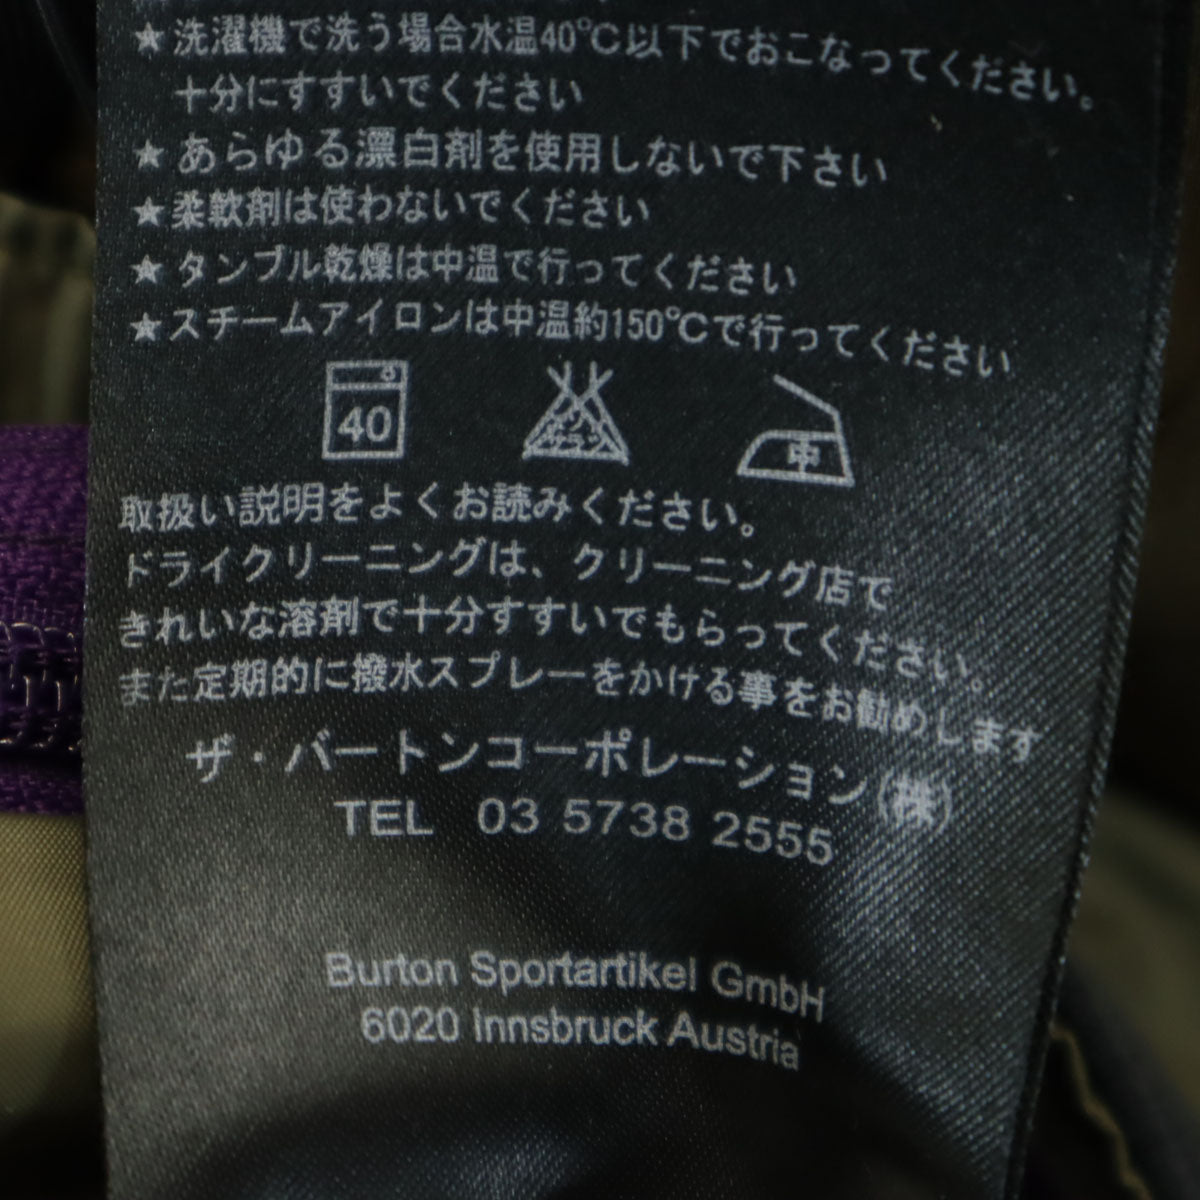 ★洗濯機で洗う場合水温40℃以下でおこなってください。
十分にすすいでください
★あらゆる漂白剤を使用しないで下さい
★柔軟剤は使わないでください
★タンブル乾燥は中温で行ってください
★スチームアイロンは中温約150℃で行ってください
40
中
取扱い説明をよくお読みください。
ドライクリーニングは、クリーニング店で
きれいな溶剤で十分すすいでもらってください。
また定期的に撥水スプレーをかける事をお勧めします
ザ・バートンコーポレーション(株)
TEL 03 5738 2555
Burton Sportartikel GmbH
6020 Innsbruck Austria